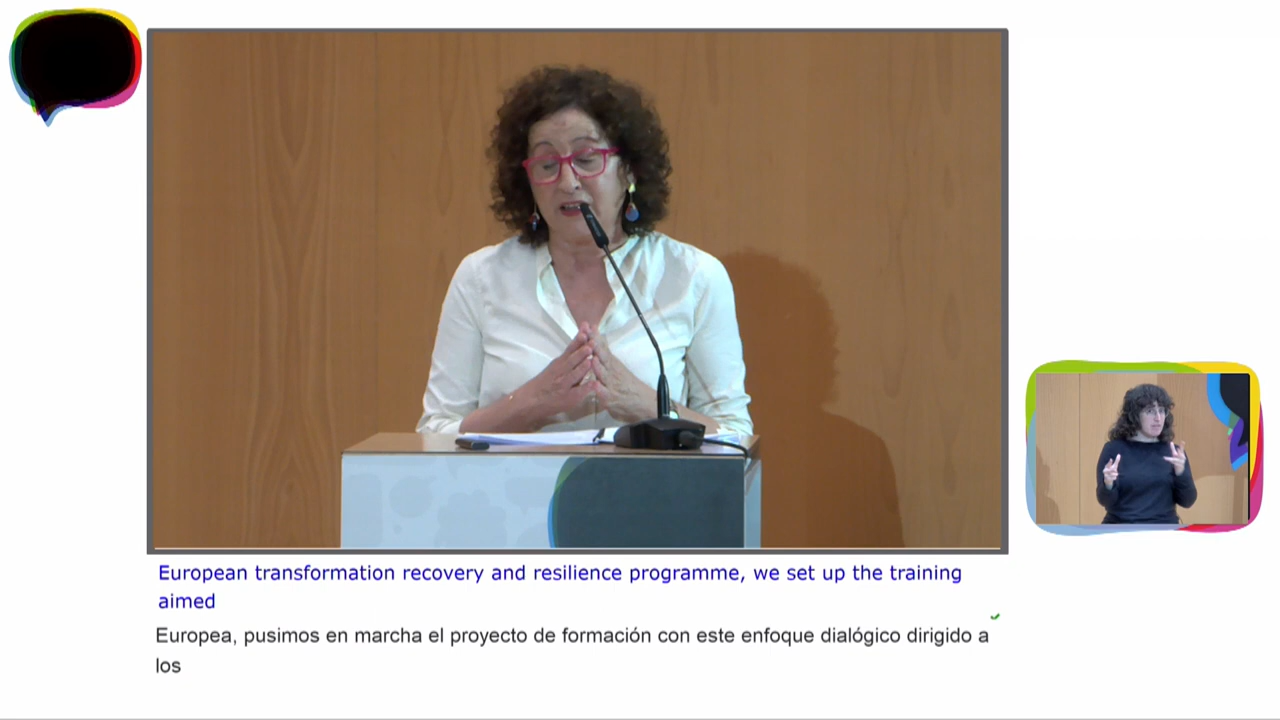 European transformation recovery and resilience programme, we set up the training
aimed
Europea, pusimos en marcha el proyecto de formación con este enfoque dialógico dirigido a
los